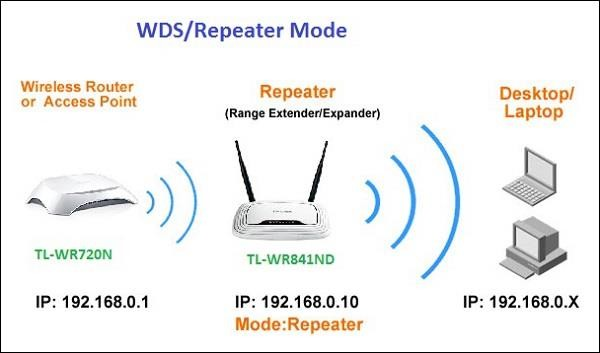 WDS/Repeater Mode
Wireless Router
or Access Point
Repeater
(Range Extender/Expander)
Desktop/
Laptop
TL-WR720N
TL-WR841ND
IP: 192.168.0.1
IP: 192.168.0.10
IP: 192.168.0.X
Mode:Repeater